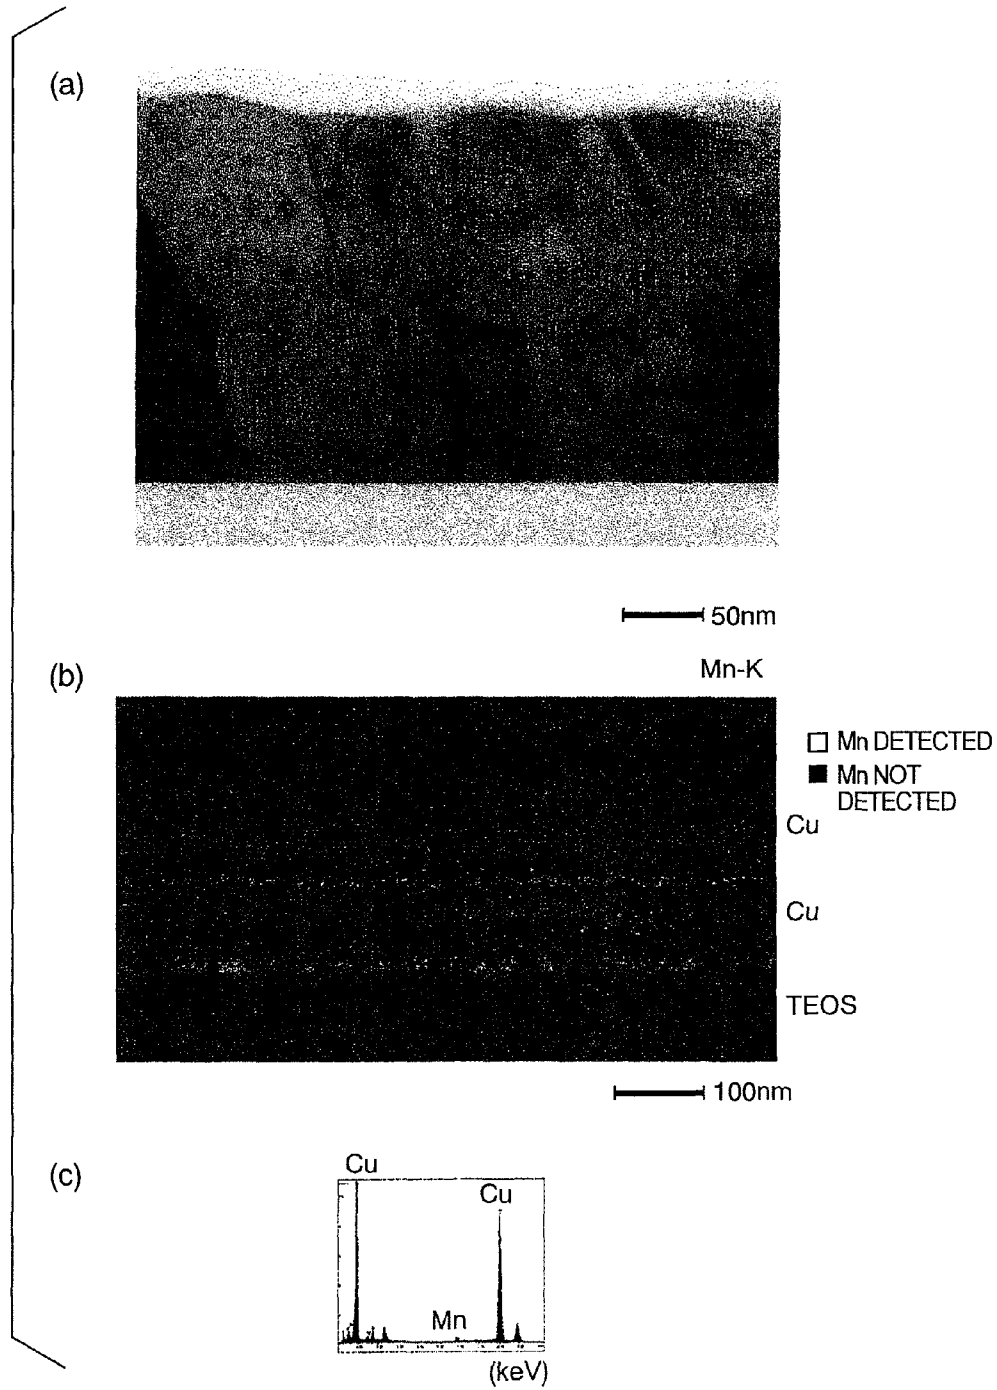 (a)
50nm
(b)
Mn-K
Mn DETECTED
Mn NOT
DETECTED
Cu
Cu
TEOS
100nm
(c)
Cu
Cu
Mn
(keV)